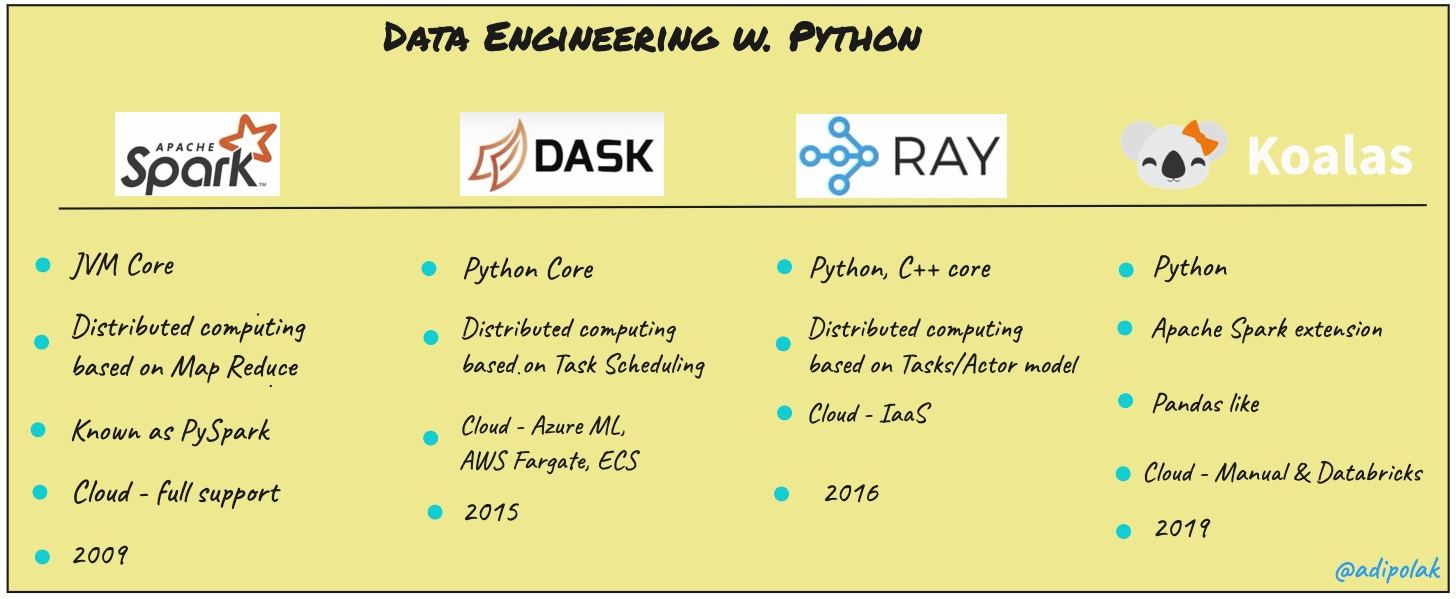 Data Engineering w. Python
APACHE
Spark™
DASK
RAY
Koalas
JVM Core
Distributed computing
based on Map Reduce
Known as PySpark
Cloud - full support
2009
Python Core
Distributed computing
based.on Task Scheduling
Cloud - Azure ML,
AWS Fargate, ECS
2015
Python, C++ core
Distributed computing
based on Tasks/Actor model
Cloud - IaaS
2016
Python
Apache Spark extension
Pandas like
Cloud - Manual & Databricks
2019
@adipolak